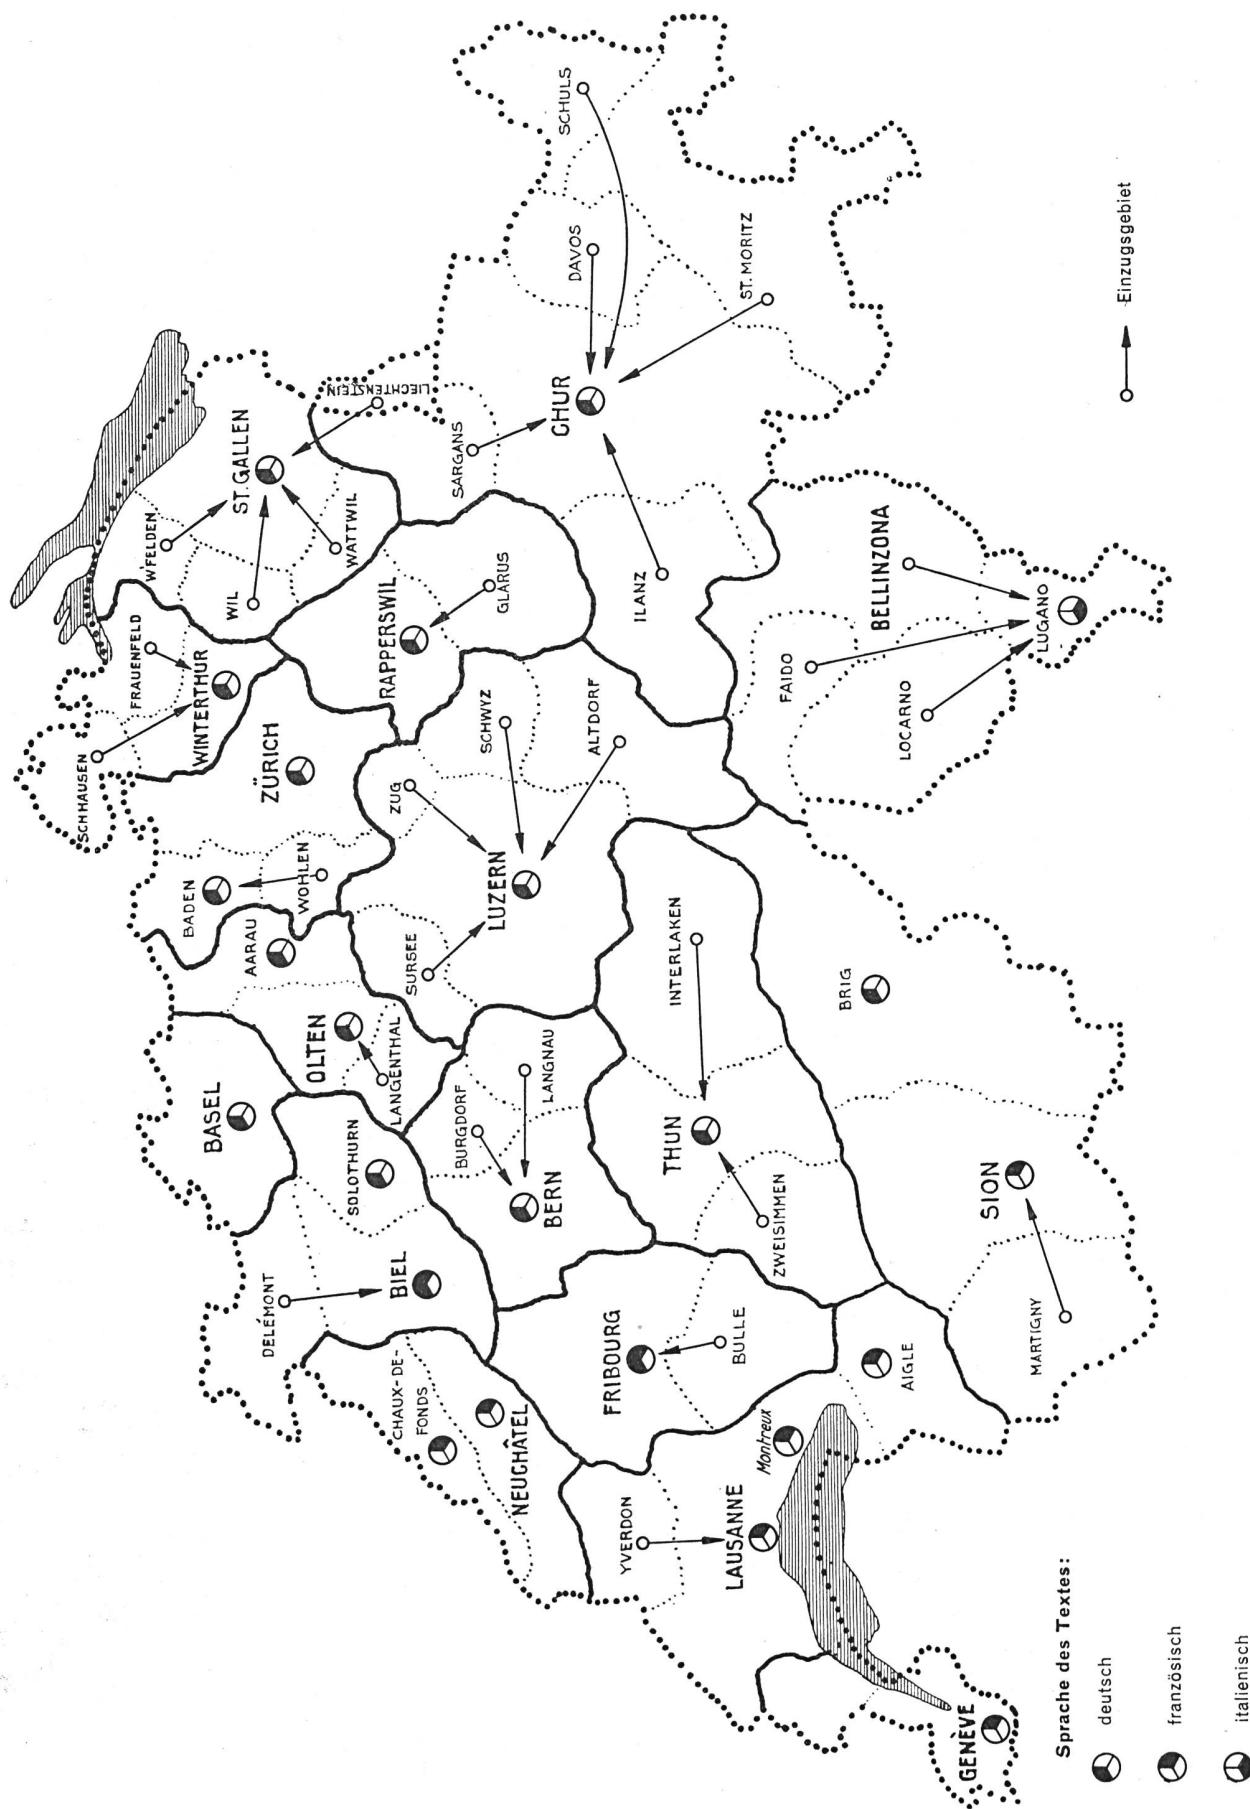 SCHHAUSEN
FRAUENFELD
WINTERTHUR
W'FELDEN
ST. GALLEN
WIL
WATTWIL
LIECHTENSTEIN
BADEN
ZÜRICH
WOHLEN
AARAU
BASEL
OLTEN
LANGENTHAL
SOLOTHURN
DELÉMONT
BIEL
CHAUX-DE-
FONDS
NEUCHÂTEL
SURSEE
ZUG
LUZERN
SCHWYZ
ALTDORF
RAPPERSWIL
GLARUS
SARGANS
CHUR
DAVOS
SCHULS
ST. MORITZ
ILANZ
BURGDORF
LANGNAU
BERN
FRIBOURG
BULLE
THUN
INTERLAKEN
ZWEISIMMEN
YVERDON
LAUSANNE
Montreux
AIGLE
GENÈVE
BRIG
SION
MARTIGNY
FAIDO
BELLINZONA
LOCARNO
LUGANO
Sprache des Textes:
deutsch
französisch
italienisch
Einzugsgebiet